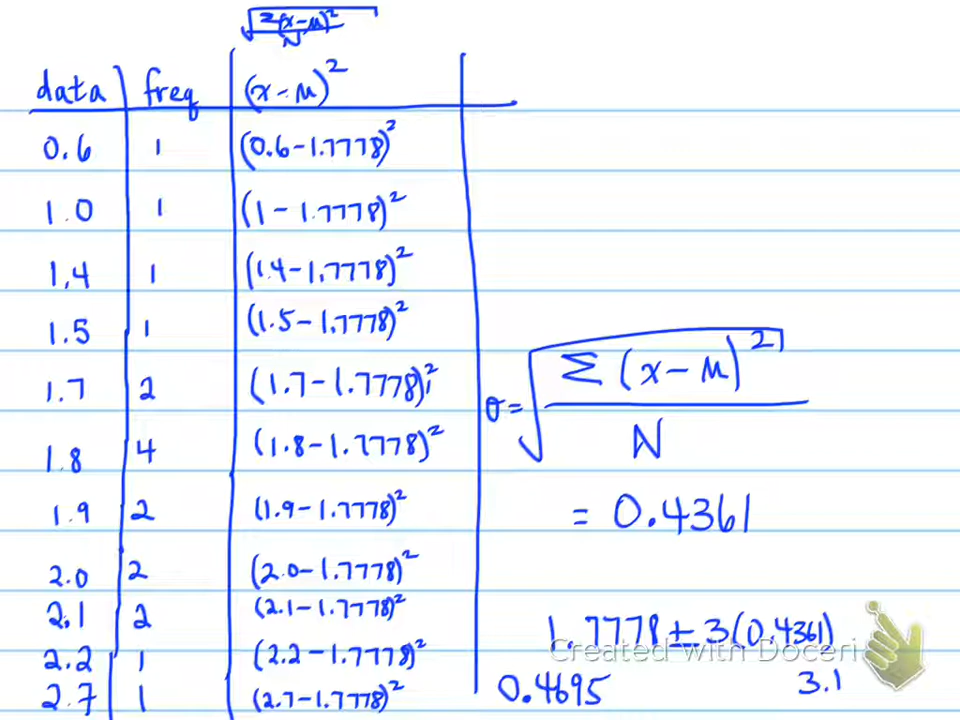 √(Σ(x-μ)²/N)
data freq (x-μ)²
0.6 1 (0.6-1.7778)²
1.0 1 (1-1.7778)²
1.4 1 (1.4-1.7778)²
1.5 1 (1.5-1.7778)²
1.7 2 (1.7-1.7778)²
1.8 4 (1.8-1.7778)²
1.9 2 (1.9-1.7778)²
2.0 2 (2.0-1.7778)²
2.1 2 (2.1-1.7778)²
2.2 1 (2.2-1.7778)²
2.7 1 (2.7-1.7778)²
σ=√(Σ(x-μ)²/N)
= 0.4361
1.7778 ± 3(0.4361)
Created with Doceri
0.4695 3.1